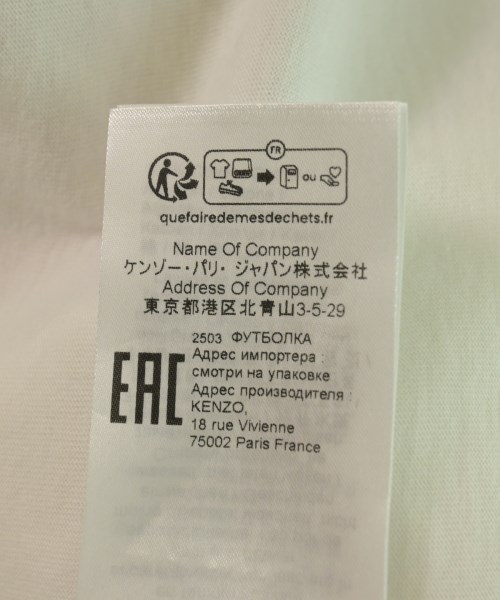 FR
ou
quefairedemesdechets.fr
Name Of Company
ケンゾー・パリ・ジャパン株式会社
Address Of Company
東京都港区北青山3-5-29
2503 ФУТБОЛКА
Адрес импортера :
смотри на упаковке
Адрес производителя :
EAC
KENZO,
18 rue Vivienne
75002 Paris France